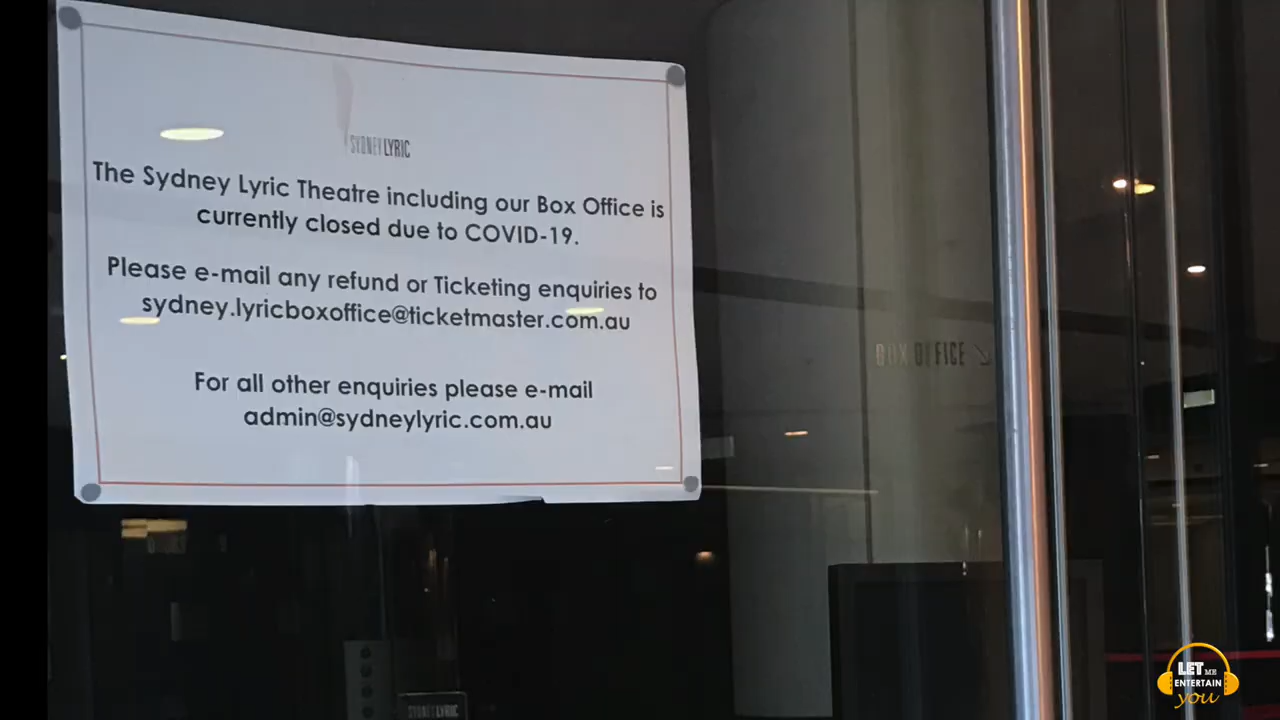 SYDNEY LYRIC
The Sydney Lyric Theatre including our Box Office is
currently closed due to COVID-19.
Please e-mail any refund or Ticketing enquiries to
sydney.lyricboxoffice@ticketmaster.com.au
For all other enquiries please e-mail
admin@sydneylyric.com.au
BOX OFFICE
SYDNEY LYRIC
LET ME
ENTERTAIN
you